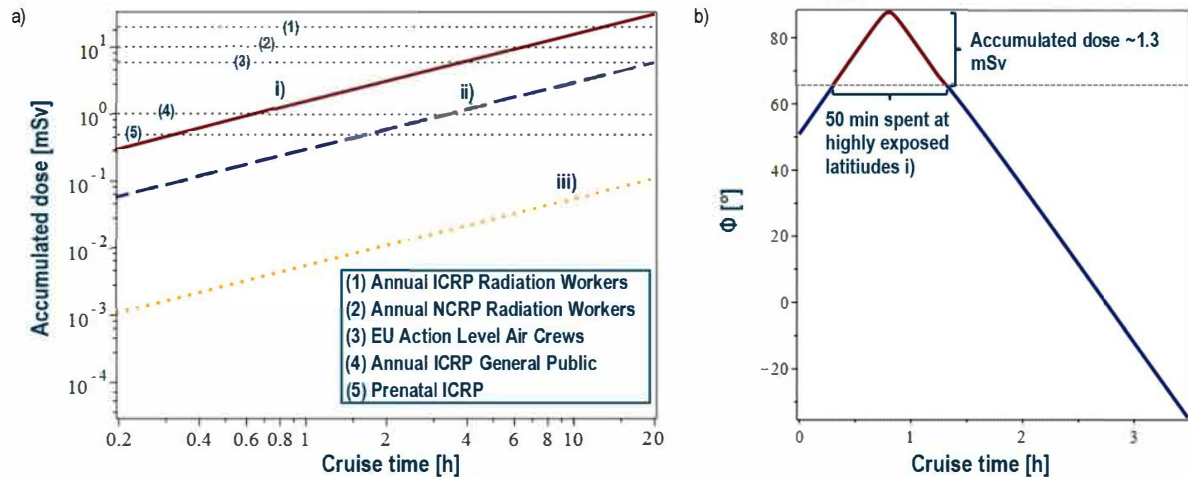 a)
Accumulated dose [mSv]
10¹
10⁰
10⁻¹
10⁻²
10⁻³
10⁻⁴
(1)
(2)
(3)
(4)
(5)
i)
ii)
iii)
(1) Annual ICRP Radiation Workers
(2) Annual NCRP Radiation Workers
(3) EU Action Level Air Crews
(4) Annual ICRP General Public
(5) Prenatal ICRP
0.2 0.4 0.6 0.8 1 2 4 6 8 10 20
Cruise time [h]
b)
Φ [°]
80
60
40
20
0
−20
Accumulated dose ~1.3
mSv
50 min spent at
highly exposed
latitiudes i)
0 1 2 3
Cruise time [h]